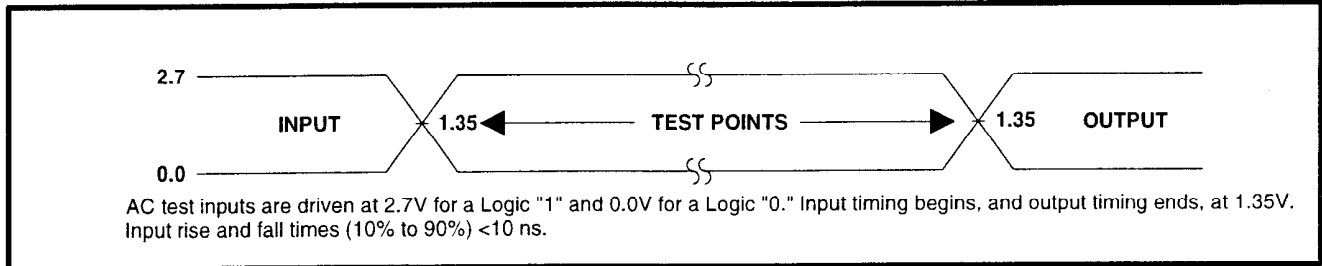 2.7
INPUT 1.35 TEST POINTS 1.35 OUTPUT
0.0
AC test inputs are driven at 2.7V for a Logic "1" and 0.0V for a Logic "0." Input timing begins, and output timing ends, at 1.35V.
Input rise and fall times (10% to 90%) <10 ns.